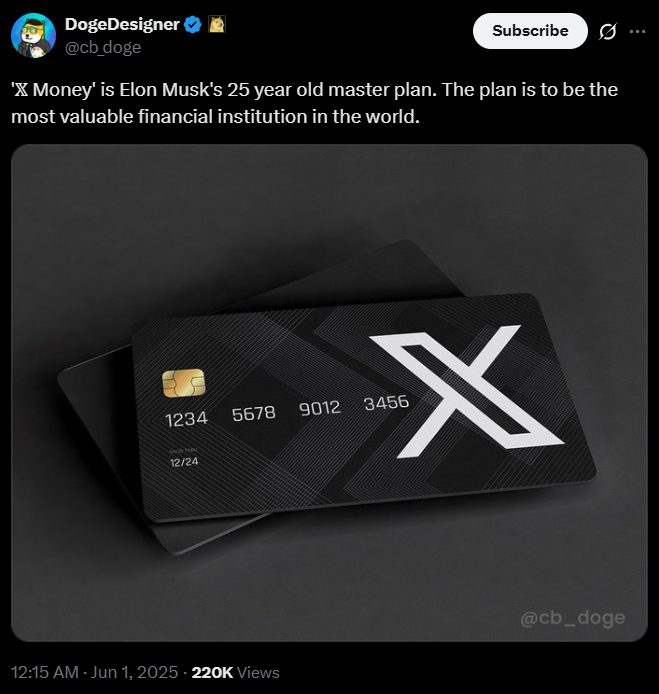 DogeDesigner
@cb_doge
Subscribe
'𝕏 Money' is Elon Musk's 25 year old master plan. The plan is to be the
most valuable financial institution in the world.
X
1234 5678 9012 3456
VALID THRU
12/24
@cb_doge
12:15 AM · Jun 1, 2025 · 220K Views